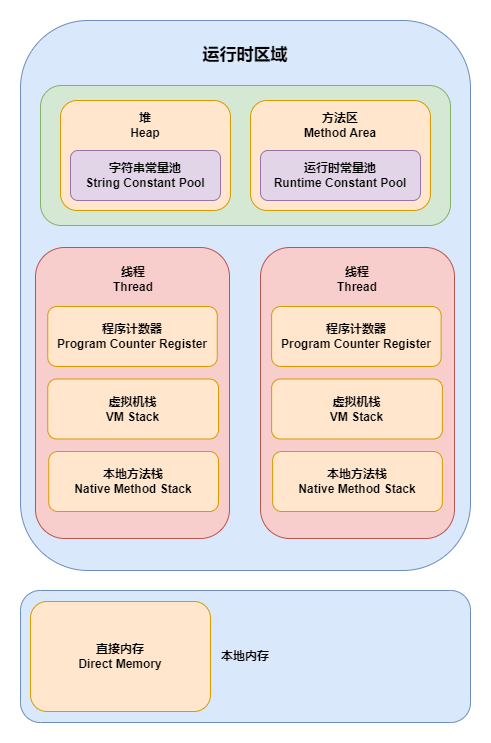 运行时区域
堆
Heap
字符串常量池
String Constant Pool
方法区
Method Area
运行时常量池
Runtime Constant Pool
线程
Thread
程序计数器
Program Counter Register
虚拟机栈
VM Stack
本地方法栈
Native Method Stack
线程
Thread
程序计数器
Program Counter Register
虚拟机栈
VM Stack
本地方法栈
Native Method Stack
直接内存
Direct Memory
本地内存